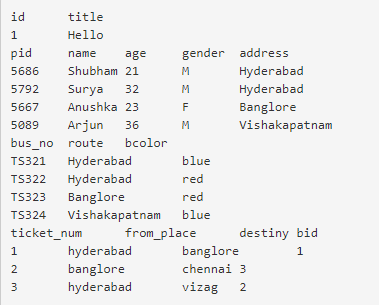 id title
1 Hello
pid name age gender address
5686 Shubham 21 M Hyderabad
5792 Surya 32 M Hyderabad
5667 Anushka 23 F Banglore
5089 Arjun 36 M Vishakapatnam
bus_no route bcolor
TS321 Hyderabad blue
TS322 Hyderabad red
TS323 Banglore red
TS324 Vishakapatnam blue
ticket_num from_place destiny bid
1 hyderabad banglore 1
2 banglore chennai 3
3 hyderabad vizag 2